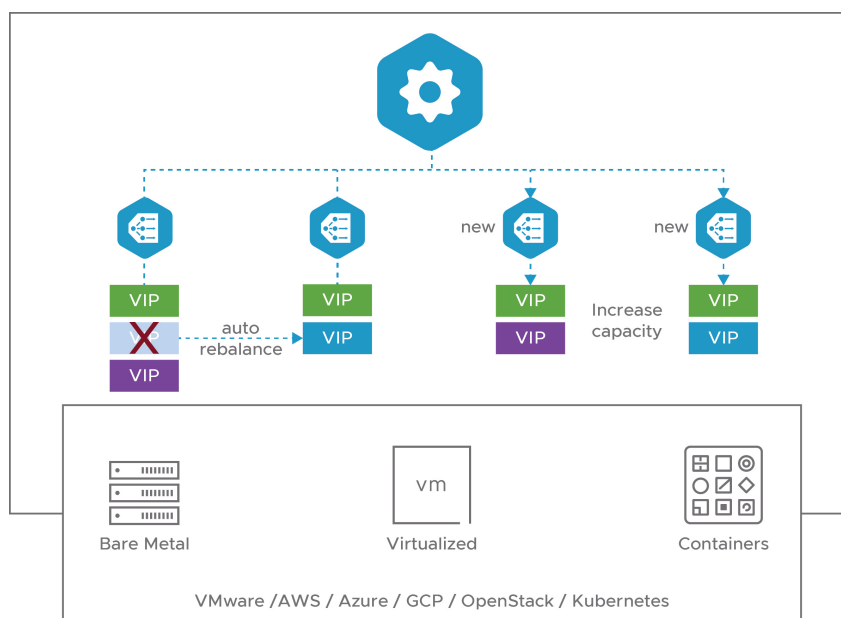 new
new
VIP
VIP
VIP
VIP
VIP
VIP
VIP
VIP
VIP
auto
rebalance
Increase
capacity
vm
Bare Metal
Virtualized
Containers
VMware /AWS / Azure / GCP / OpenStack / Kubernetes